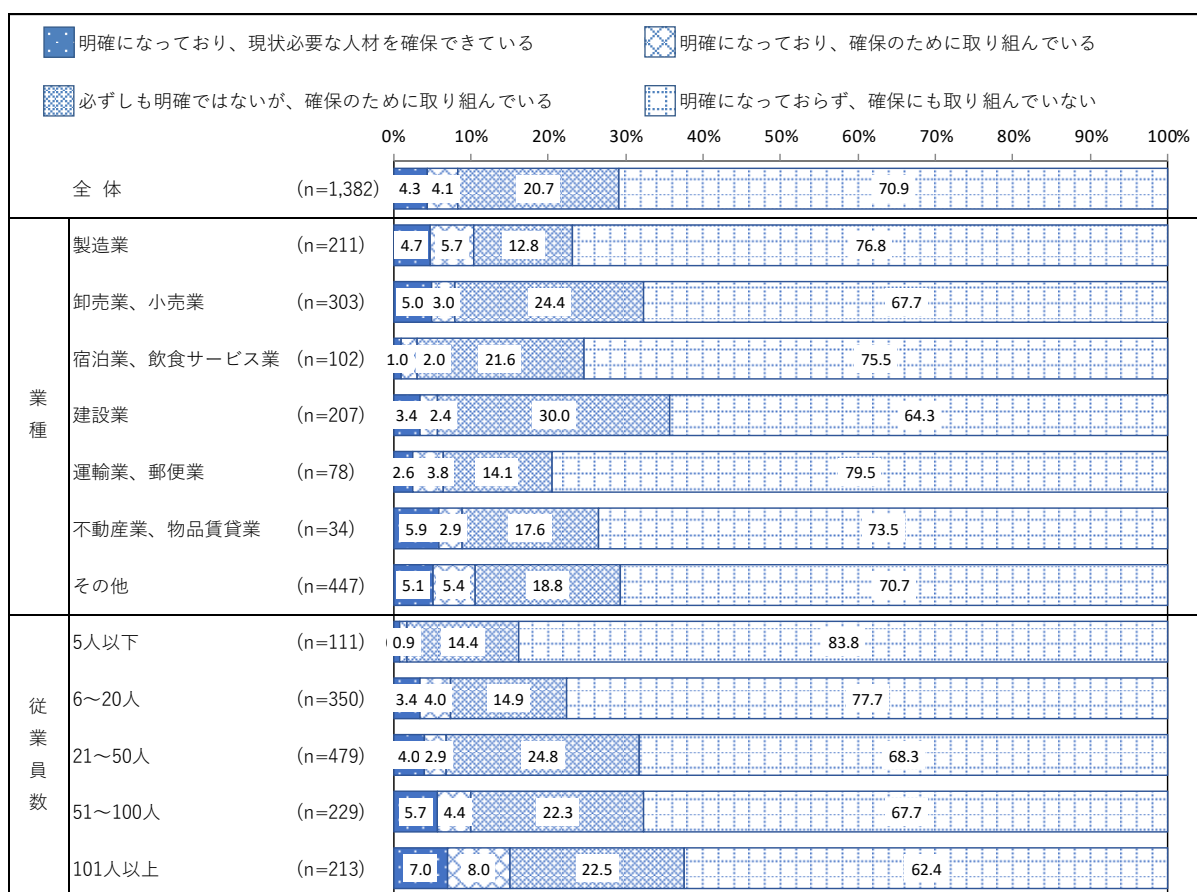 明確になっており、現状必要な人材を確保できている
明確になっており、確保のために取り組んでいる
必ずしも明確ではないが、確保のために取り組んでいる
明確になっておらず、確保にも取り組んでいない
0% 10% 20% 30% 40% 50% 60% 70% 80% 90% 100%
全 体 (n=1,382) 4.3 4.1 20.7 70.9
業種
製造業 (n=211) 4.7 5.7 12.8 76.8
卸売業、小売業 (n=303) 5.0 3.0 24.4 67.7
宿泊業、飲食サービス業 (n=102) 1.0 2.0 21.6 75.5
建設業 (n=207) 3.4 2.4 30.0 64.3
運輸業、郵便業 (n=78) 2.6 3.8 14.1 79.5
不動産業、物品賃貸業 (n=34) 5.9 2.9 17.6 73.5
その他 (n=447) 5.1 5.4 18.8 70.7
従業員数
5人以下 (n=111) 0.9 14.4 83.8
6～20人 (n=350) 3.4 4.0 14.9 77.7
21～50人 (n=479) 4.0 2.9 24.8 68.3
51～100人 (n=229) 5.7 4.4 22.3 67.7
101人以上 (n=213) 7.0 8.0 22.5 62.4